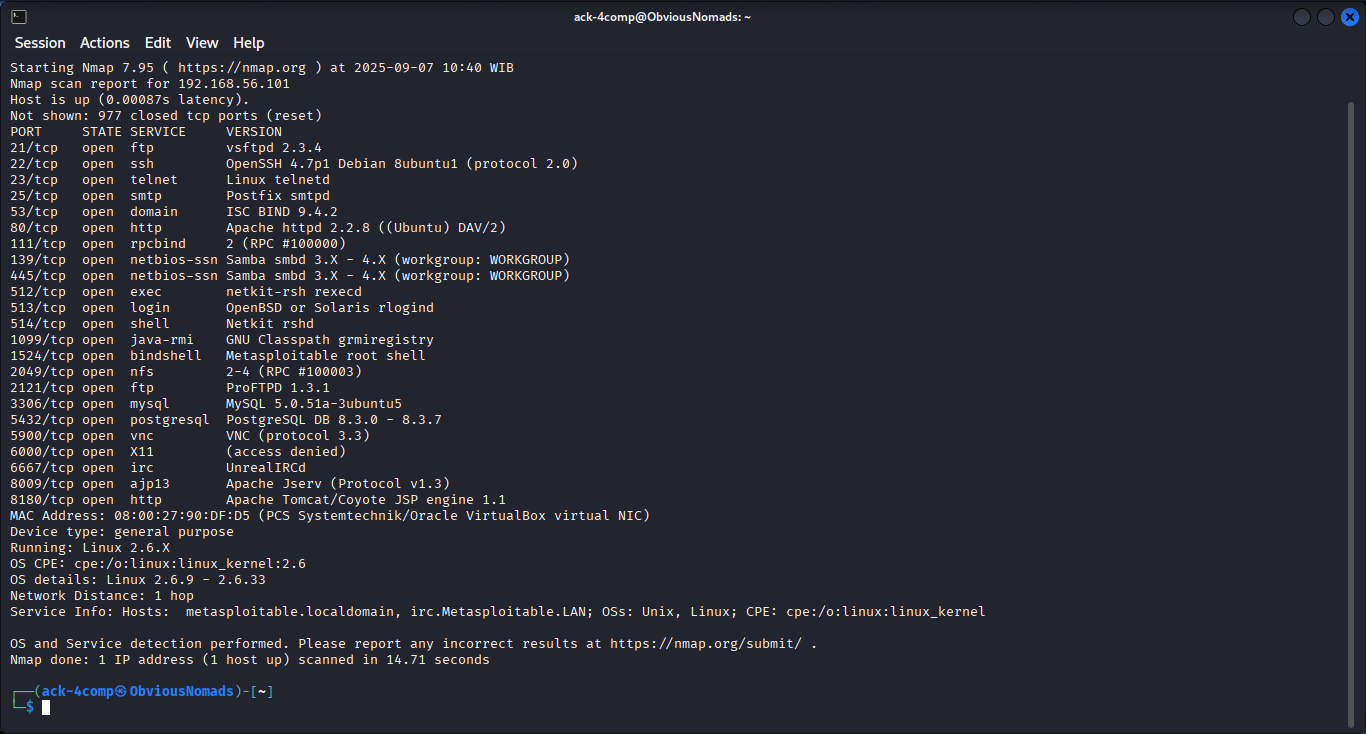 ack-4comp@ObviousNomads: ~
Session Actions Edit View Help
Starting Nmap 7.95 ( https://nmap.org ) at 2025-09-07 10:40 WIB
Nmap scan report for 192.168.56.101
Host is up (0.00087s latency).
Not shown: 977 closed tcp ports (reset)
PORT     STATE SERVICE     VERSION
21/tcp   open  ftp         vsftpd 2.3.4
22/tcp   open  ssh         OpenSSH 4.7p1 Debian 8ubuntu1 (protocol 2.0)
23/tcp   open  telnet      Linux telnetd
25/tcp   open  smtp        Postfix smtpd
53/tcp   open  domain      ISC BIND 9.4.2
80/tcp   open  http        Apache httpd 2.2.8 ((Ubuntu) DAV/2)
111/tcp  open  rpcbind     2 (RPC #100000)
139/tcp  open  netbios-ssn Samba smbd 3.X - 4.X (workgroup: WORKGROUP)
445/tcp  open  netbios-ssn Samba smbd 3.X - 4.X (workgroup: WORKGROUP)
512/tcp  open  exec        netkit-rsh rexecd
513/tcp  open  login       OpenBSD or Solaris rlogind
514/tcp  open  shell       Netkit rshd
1099/tcp open  java-rmi    GNU Classpath grmiregistry
1524/tcp open  bindshell   Metasploitable root shell
2049/tcp open  nfs         2-4 (RPC #100003)
2121/tcp open  ftp         ProFTPD 1.3.1
3306/tcp open  mysql       MySQL 5.0.51a-3ubuntu5
5432/tcp open  postgresql  PostgreSQL DB 8.3.0 - 8.3.7
5900/tcp open  vnc         VNC (protocol 3.3)
6000/tcp open  X11         (access denied)
6667/tcp open  irc         UnrealIRCd
8009/tcp open  ajp13       Apache Jserv (Protocol v1.3)
8180/tcp open  http        Apache Tomcat/Coyote JSP engine 1.1
MAC Address: 08:00:27:90:DF:D5 (PCS Systemtechnik/Oracle VirtualBox virtual NIC)
Device type: general purpose
Running: Linux 2.6.X
OS CPE: cpe:/o:linux:linux_kernel:2.6
OS details: Linux 2.6.9 - 2.6.33
Network Distance: 1 hop
Service Info: Hosts:  metasploitable.localdomain, irc.Metasploitable.LAN; OSs: Unix, Linux; CPE: cpe:/o:linux:linux_kernel
OS and Service detection performed. Please report any incorrect results at https://nmap.org/submit/ .
Nmap done: 1 IP address (1 host up) scanned in 14.71 seconds
┌──(ack-4comp㉿ObviousNomads)-[~]
└─$